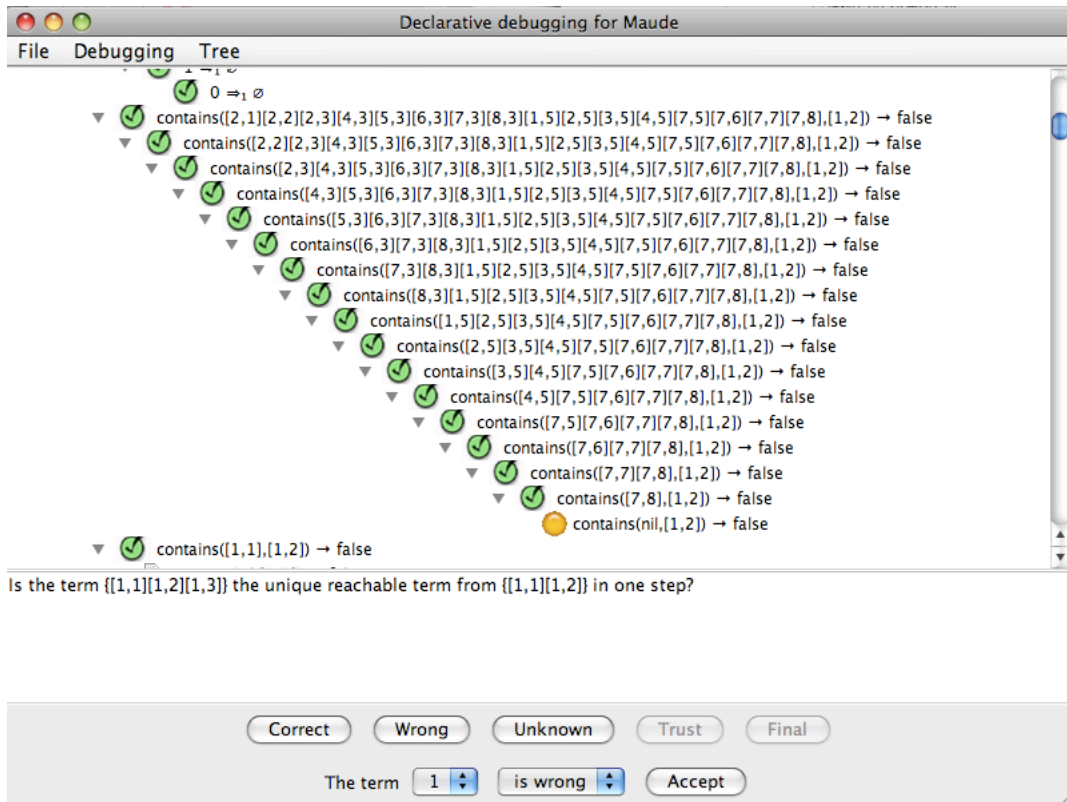 Declarative debugging for Maude
File Debugging Tree
0 ⇒₁ ∅
contains([2,1][2,2][2,3][4,3][5,3][6,3][7,3][8,3][1,5][2,5][3,5][4,5][7,5][7,6][7,7][7,8],[1,2]) → false
contains([2,2][2,3][4,3][5,3][6,3][7,3][8,3][1,5][2,5][3,5][4,5][7,5][7,6][7,7][7,8],[1,2]) → false
contains([2,3][4,3][5,3][6,3][7,3][8,3][1,5][2,5][3,5][4,5][7,5][7,6][7,7][7,8],[1,2]) → false
contains([4,3][5,3][6,3][7,3][8,3][1,5][2,5][3,5][4,5][7,5][7,6][7,7][7,8],[1,2]) → false
contains([5,3][6,3][7,3][8,3][1,5][2,5][3,5][4,5][7,5][7,6][7,7][7,8],[1,2]) → false
contains([6,3][7,3][8,3][1,5][2,5][3,5][4,5][7,5][7,6][7,7][7,8],[1,2]) → false
contains([7,3][8,3][1,5][2,5][3,5][4,5][7,5][7,6][7,7][7,8],[1,2]) → false
contains([8,3][1,5][2,5][3,5][4,5][7,5][7,6][7,7][7,8],[1,2]) → false
contains([1,5][2,5][3,5][4,5][7,5][7,6][7,7][7,8],[1,2]) → false
contains([2,5][3,5][4,5][7,5][7,6][7,7][7,8],[1,2]) → false
contains([3,5][4,5][7,5][7,6][7,7][7,8],[1,2]) → false
contains([4,5][7,5][7,6][7,7][7,8],[1,2]) → false
contains([7,5][7,6][7,7][7,8],[1,2]) → false
contains([7,6][7,7][7,8],[1,2]) → false
contains([7,7][7,8],[1,2]) → false
contains([7,8],[1,2]) → false
contains(nil,[1,2]) → false
contains([1,1],[1,2]) → false
Is the term {[1,1][1,2][1,3]} the unique reachable term from {[1,1][1,2]} in one step?
Correct Wrong Unknown Trust Final
The term 1 is wrong Accept